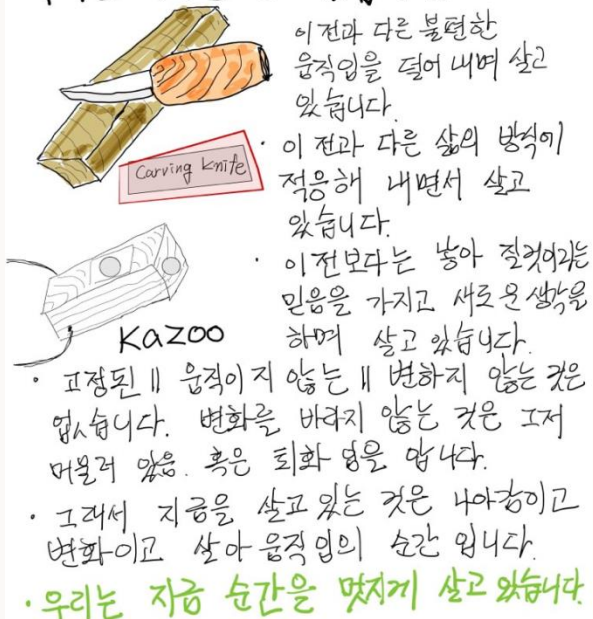 이 전과 다른 불편한
움직임을 덜어 내며 살고
있습니다.
Carving knife
· 이 전과 다른 삶의 방식에
적응해 내면서 살고
있습니다.
· 이전보다는 낳아 질것이라는
믿음을 가지고 새로운 생각을
하며 살고 있습니다.
Kazoo
· 고정된 || 움직이지 않는 || 변하지 않는 것은
없습니다. 변화를 바라지 않는 것은 그저
머물러 있음. 혹은 퇴화 임을 압니다.
· 그래서 지금을 살고 있는 것은 나아감이고
변화이고 살아 움직임의 순간 입니다.
· 우리는 지금 순간을 멋지게 살고 있습니다.